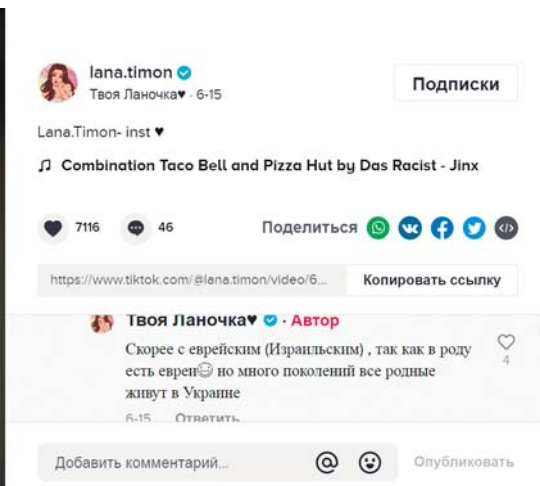 lana.timon
Твоя Ланочка♥ · 6-15
Подписки
Lana.Timon- inst ♥
♫ Combination Taco Bell and Pizza Hut by Das Racist - Jinx
7116
46
Поделиться
https://www.tiktok.com/@lana.timon/video/6...
Копировать ссылку
Твоя Ланочка♥ · Автор
Скорее с еврейским (Израильским) , так как в роду
есть евреи😅 но много поколений все родные
живут в Украине
4
6-15 Ответить
Добавить комментарий...
Опубликовать